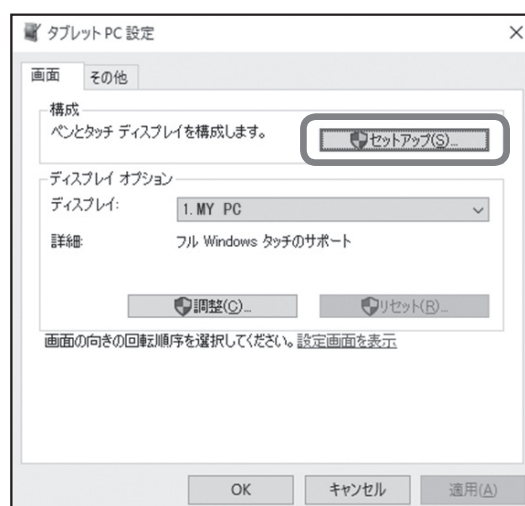 タブレット PC 設定
画面 その他
構成
ペンとタッチ ディスプレイを構成します。 セットアップ(S)...
ディスプレイ オプション
ディスプレイ: 1. MY PC
詳細: フル Windows タッチのサポート
調整(C)... リセット(R)...
画面の向きの回転順序を選択してください。設定画面を表示
OK キャンセル 適用(A)